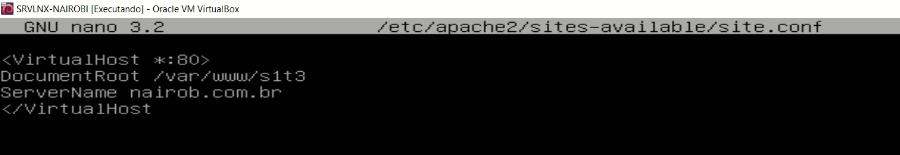 SRVLNX-NAIROBI [Executando] - Oracle VM VirtualBox
GNU nano 3.2 /etc/apache2/sites-available/site.conf
<VirtualHost *:80>
DocumentRoot /var/www/s1t3
ServerName nairob.com.br
</VirtualHost